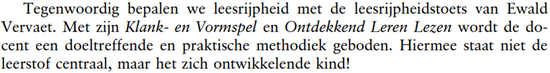 Tegenwoordig bepalen we leesrijpheid met de leesrijpheidstoets van Ewald
Vervaet. Met zijn Klank- en Vormspel en Ontdekkend Leren Lezen wordt de do-
cent een doeltreffende en praktische methodiek geboden. Hiermee staat niet de
leerstof centraal, maar het zich ontwikkelende kind!